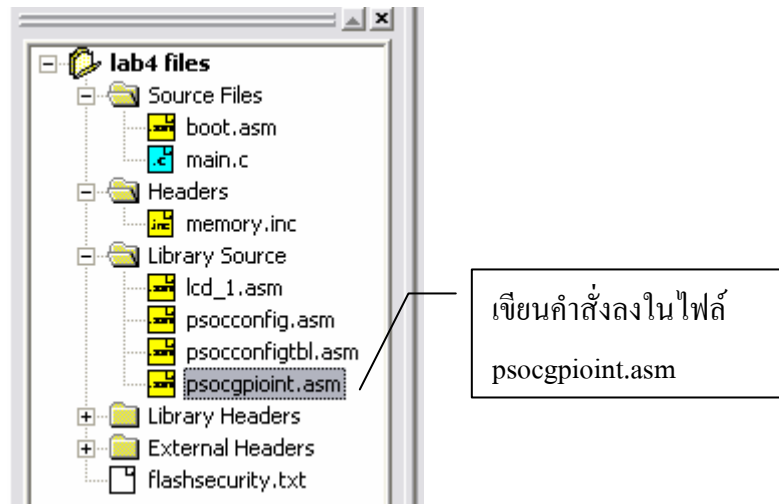 lab4 files
Source Files
boot.asm
main.c
Headers
memory.inc
Library Source
lcd_1.asm
psocconfig.asm
psocconfigtbl.asm
psocgpioint.asm
Library Headers
External Headers
flashsecurity.txt
เขียนคำสั่งลงในไฟล์
psocgpioint.asm